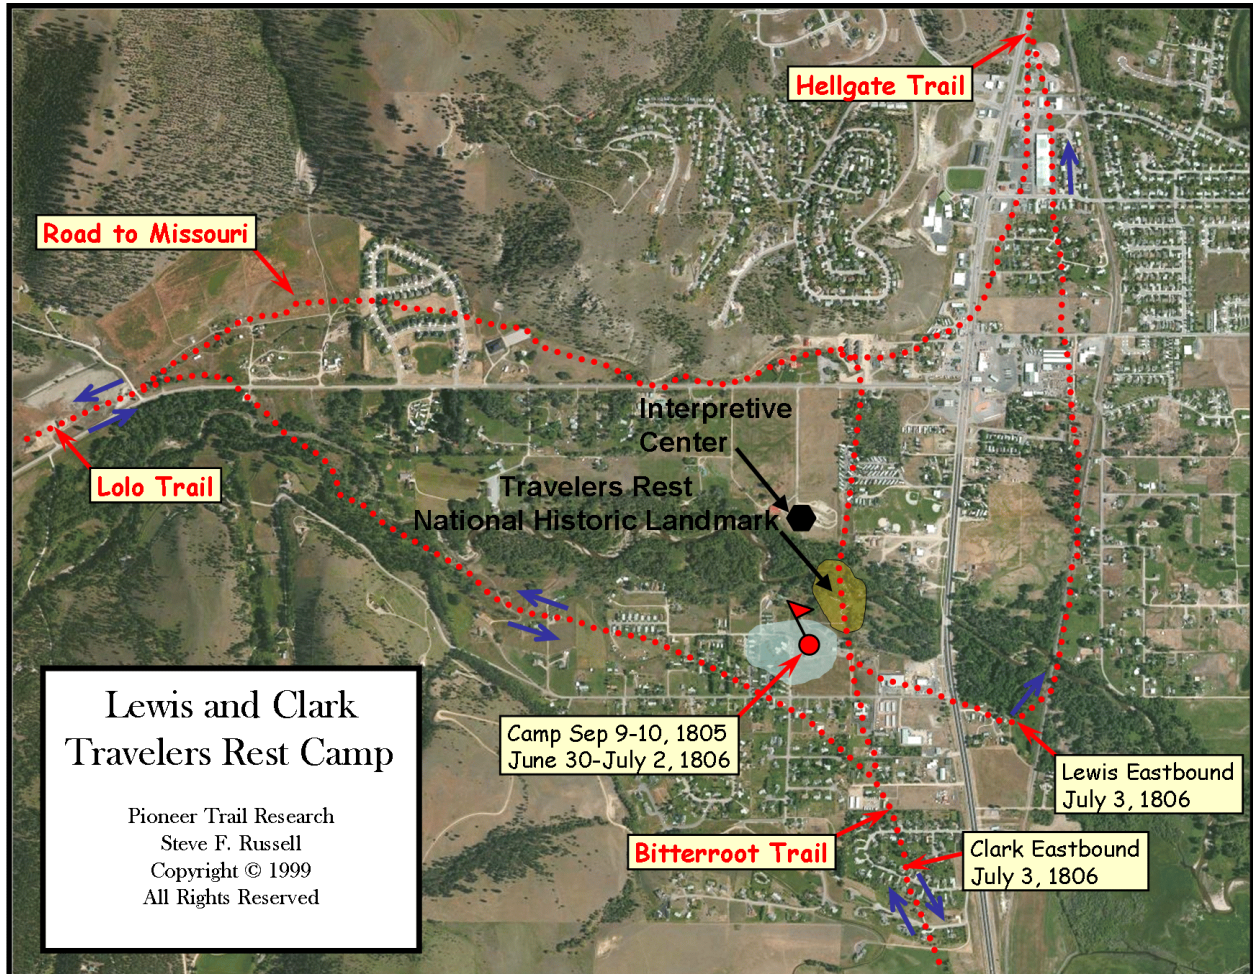 Hellgate Trail
Road to Missouri
Interpretive
Center
Lolo Trail
Travelers Rest
National Historic Landmark
Camp Sep 9-10, 1805
June 30-July 2, 1806
Lewis Eastbound
July 3, 1806
Bitterroot Trail
Clark Eastbound
July 3, 1806
Lewis and Clark
Travelers Rest Camp
Pioneer Trail Research
Steve F. Russell
Copyright © 1999
All Rights Reserved